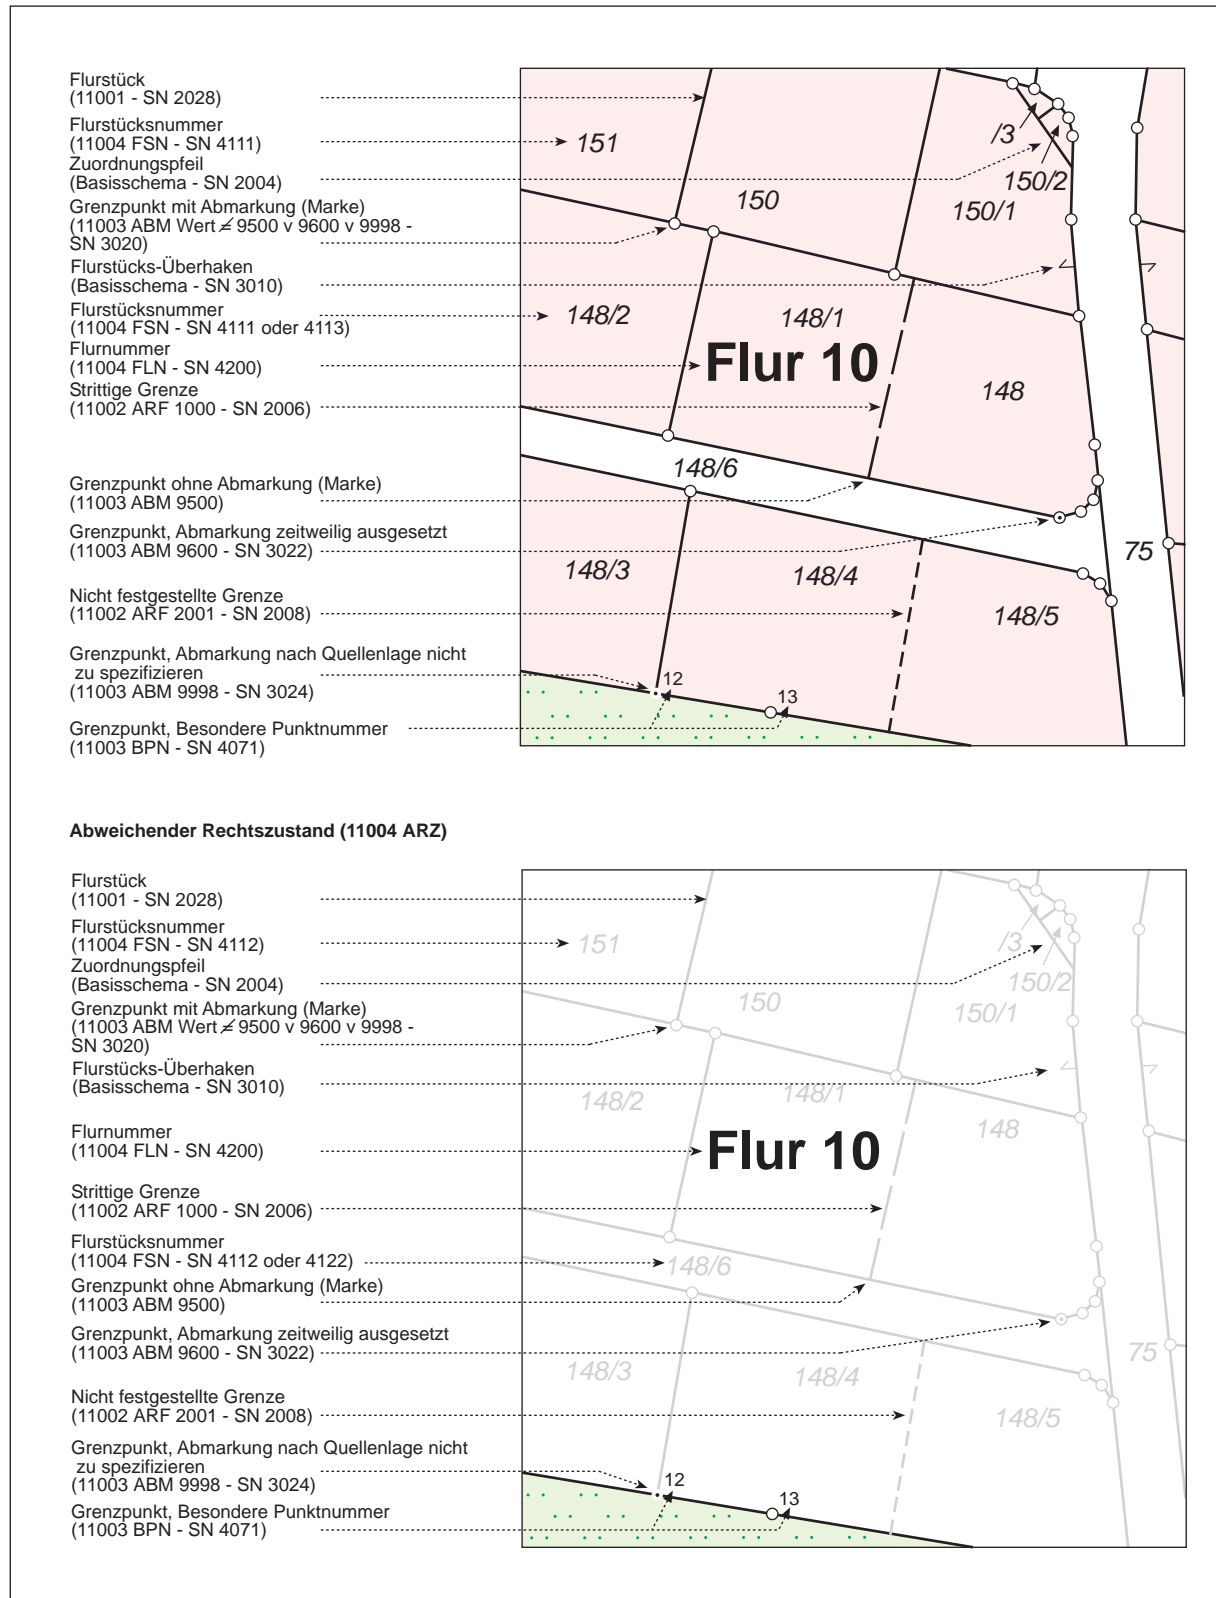 Flurstück
(11001 - SN 2028)
Flurstücksnummer
(11004 FSN - SN 4111)
Zuordnungspfeil
(Basisschema - SN 2004)
Grenzpunkt mit Abmarkung (Marke)
(11003 ABM Wert ≠ 9500 v 9600 v 9998 -
SN 3020)
Flurstücks-Überhaken
(Basisschema - SN 3010)
Flurstücksnummer
(11004 FSN - SN 4111 oder 4113)
Flurnummer
(11004 FLN - SN 4200)
Strittige Grenze
(11002 ARF 1000 - SN 2006)
Grenzpunkt ohne Abmarkung (Marke)
(11003 ABM 9500)
Grenzpunkt, Abmarkung zeitweilig ausgesetzt
(11003 ABM 9600 - SN 3022)
Nicht festgestellte Grenze
(11002 ARF 2001 - SN 2008)
Grenzpunkt, Abmarkung nach Quellenlage nicht
zu spezifizieren
(11003 ABM 9998 - SN 3024)
Grenzpunkt, Besondere Punktnummer
(11003 BPN - SN 4071)
151
/3
150/2
150
150/1
148/2
148/1
Flur 10
148
148/6
75
148/3
148/4
148/5
12
13
Abweichender Rechtszustand (11004 ARZ)
Flurstück
(11001 - SN 2028)
Flurstücksnummer
(11004 FSN - SN 4112)
Zuordnungspfeil
(Basisschema - SN 2004)
Grenzpunkt mit Abmarkung (Marke)
(11003 ABM Wert ≠ 9500 v 9600 v 9998 -
SN 3020)
Flurstücks-Überhaken
(Basisschema - SN 3010)
Flurnummer
(11004 FLN - SN 4200)
Strittige Grenze
(11002 ARF 1000 - SN 2006)
Flurstücksnummer
(11004 FSN - SN 4112 oder 4122)
Grenzpunkt ohne Abmarkung (Marke)
(11003 ABM 9500)
Grenzpunkt, Abmarkung zeitweilig ausgesetzt
(11003 ABM 9600 - SN 3022)
Nicht festgestellte Grenze
(11002 ARF 2001 - SN 2008)
Grenzpunkt, Abmarkung nach Quellenlage nicht
zu spezifizieren
(11003 ABM 9998 - SN 3024)
Grenzpunkt, Besondere Punktnummer
(11003 BPN - SN 4071)
151
/3
150/2
150
150/1
148/2
148/1
148
Flur 10
148/6
75
148/3
148/4
148/5
12
13